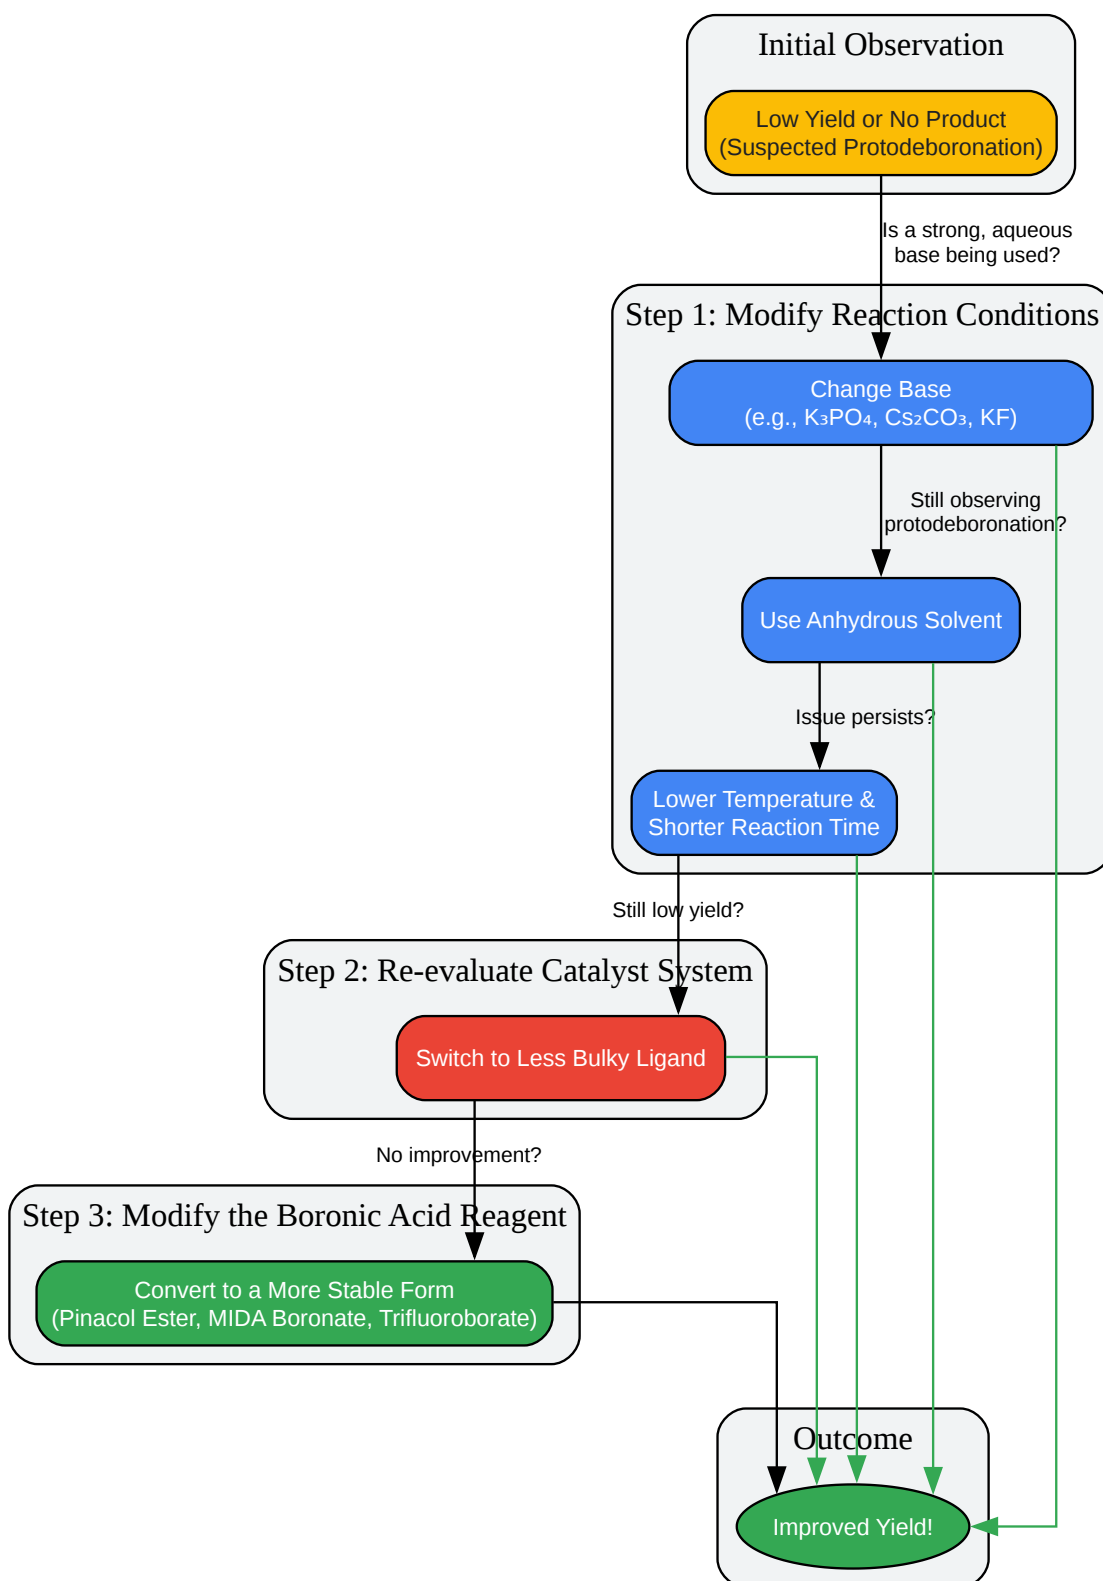 Initial Observation
Low Yield or No Product
(Suspected Protodeboronation)
Is a strong, aqueous
base being used?
Step 1: Modify Reaction Conditions
Change Base
(e.g., K₃PO₄, Cs₂CO₃, KF)
Still observing
protodeboronation?
Use Anhydrous Solvent
Issue persists?
Lower Temperature &
Shorter Reaction Time
Still low yield?
Step 2: Re-evaluate Catalyst System
Switch to Less Bulky Ligand
No improvement?
Step 3: Modify the Boronic Acid Reagent
Convert to a More Stable Form
(Pinacol Ester, MIDA Boronate, Trifluoroborate)
Outcome
Improved Yield!